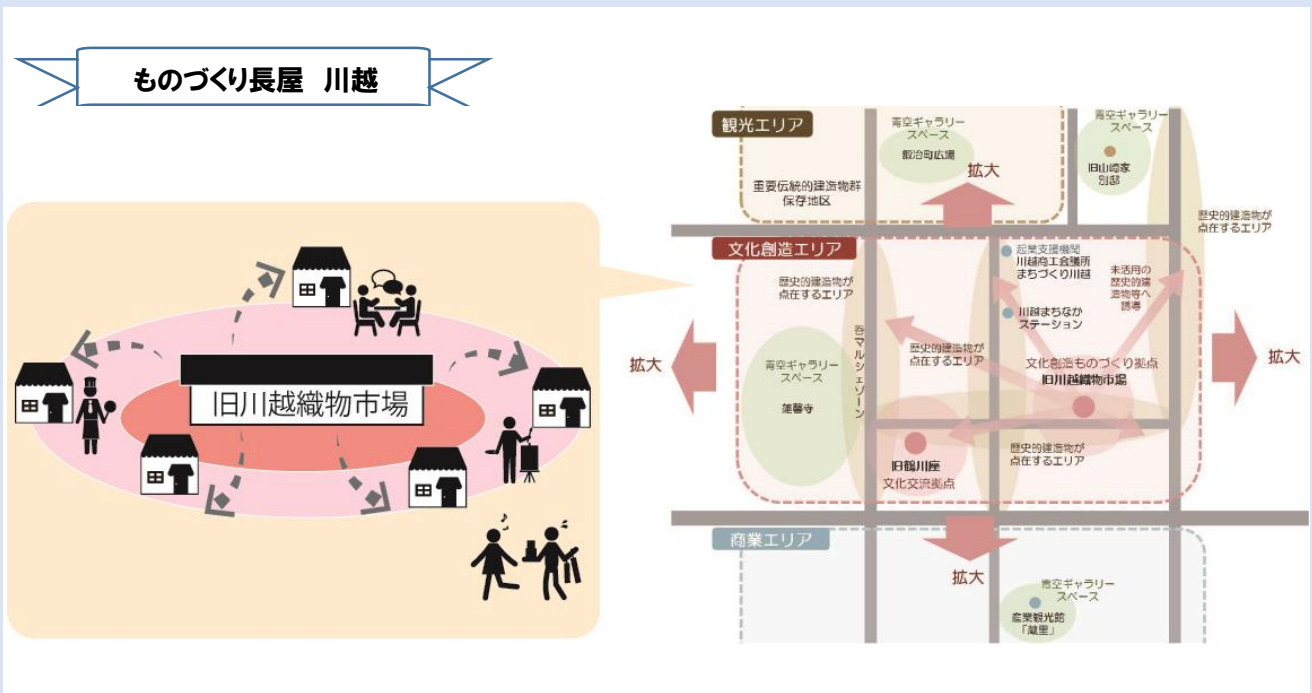 ものづくり長屋 川越
旧川越織物市場
観光エリア
青空ギャラリー
スペース
鍛冶町広場
拡大
重要伝統的建造物群
保存地区
青空ギャラリー
スペース
旧山崎家
別邸
歴史的建造物が
点在するエリア
文化創造エリア
歴史的建造物が
点在するエリア
起業支援機関
川越商工会議所
まちづくり川越
未活用の
歴史的建
造物等へ
誘導
川越まちなか
ステーション
拡大
青空ギャラリー
スペース
蓮馨寺
昼マルシェゾーン
歴史的建造物が
点在するエリア
文化創造ものづくり拠点
旧川越織物市場
拡大
旧鶴川座
文化交流拠点
歴史的建造物が
点在するエリア
商業エリア
拡大
青空ギャラリー
スペース
産業観光館
「蔵里」